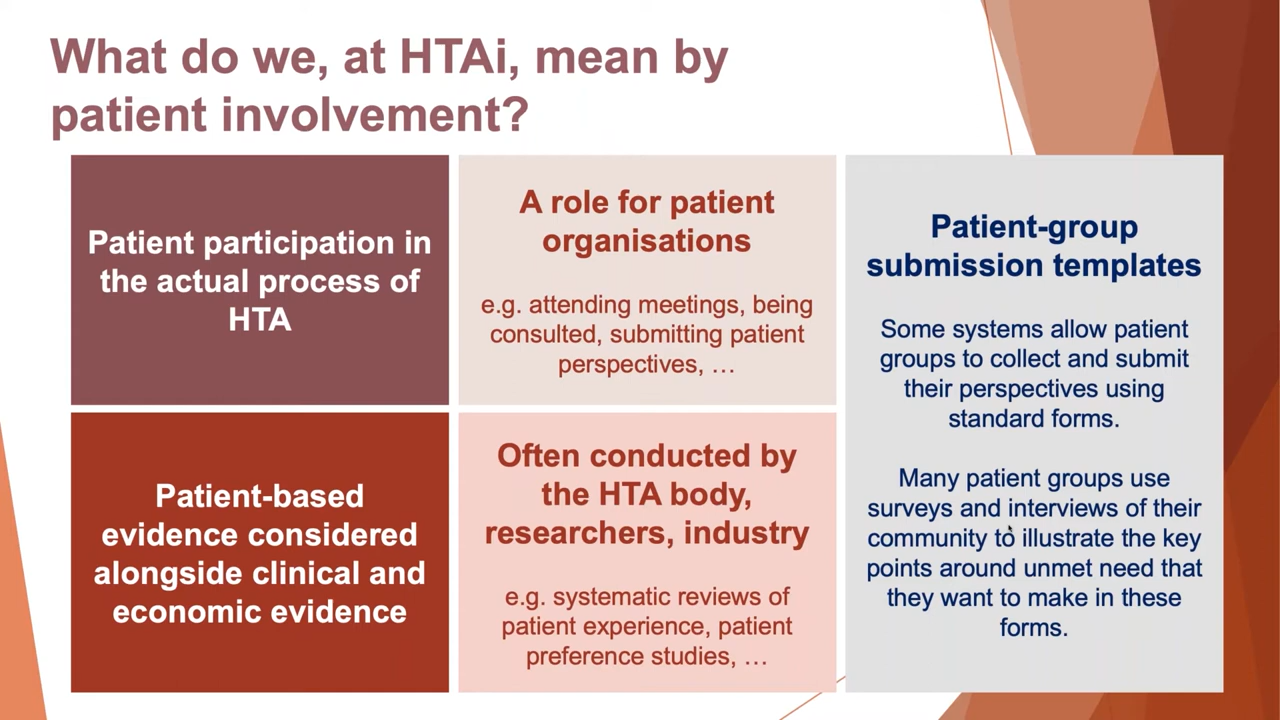 What do we, at HTAi, mean by
patient involvement?
Patient participation in
the actual process of
HTA
A role for patient
organisations
e.g. attending meetings, being
consulted, submitting patient
perspectives, …
Patient-based
evidence considered
alongside clinical and
economic evidence
Often conducted by
the HTA body,
researchers, industry
e.g. systematic reviews of
patient experience, patient
preference studies, …
Patient-group
submission templates
Some systems allow patient
groups to collect and submit
their perspectives using
standard forms.
Many patient groups use
surveys and interviews of their
community to illustrate the key
points around unmet need that
they want to make in these
forms.